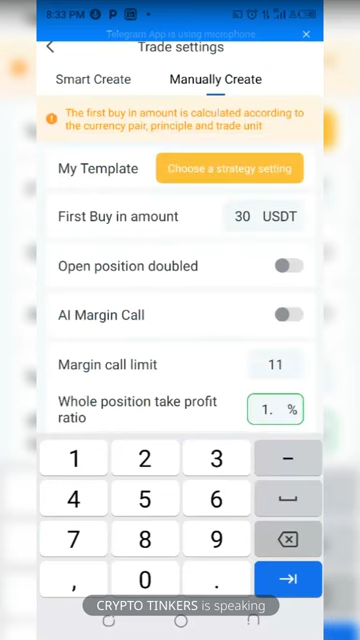 8:33 PM
Telegram App is using microphone
Trade settings
Smart Create
Manually Create
The first buy in amount is calculated according to
the currency pair, principle and trade unit
My Template
Choose a strategy setting
First Buy in amount
30 USDT
Open position doubled
AI Margin Call
Margin call limit
11
Whole position take profit
ratio
1. %
1 2 3 -
4 5 6
7 8 9
, 0 .
CRYPTO TINKERS is speaking